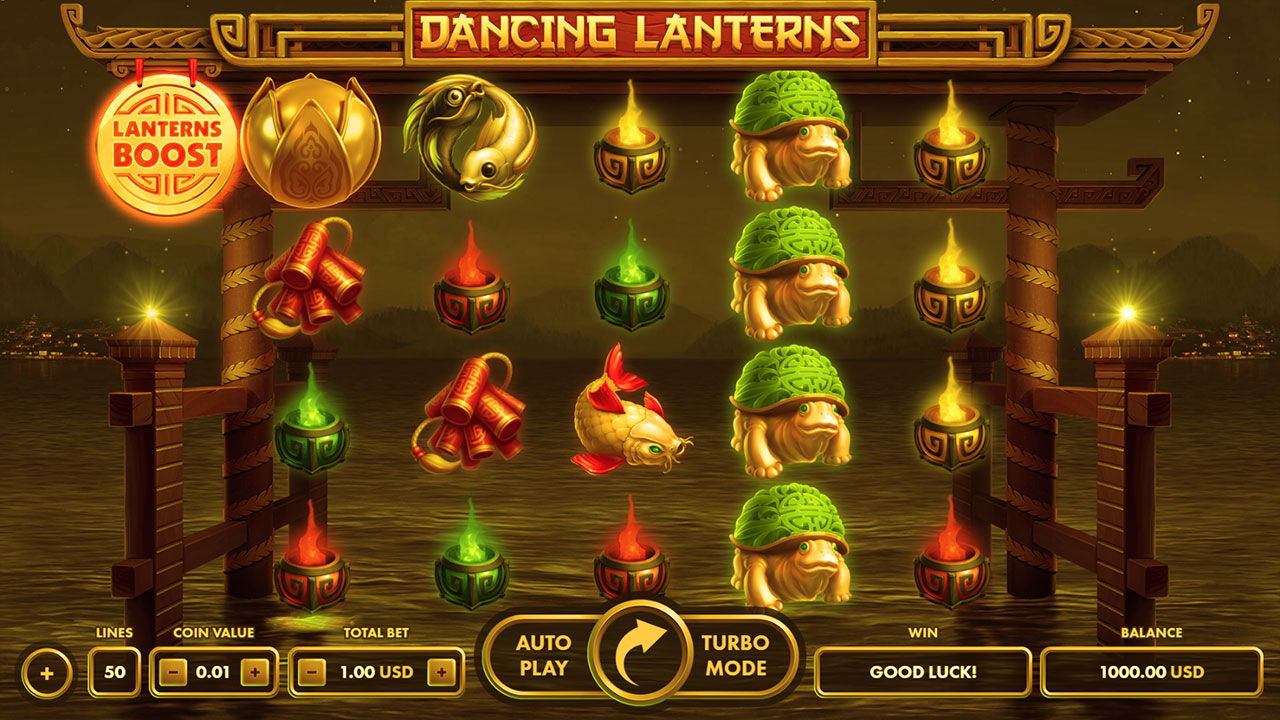 DANCING LANTERNS
LANTERNS
BOOST
LINES
50
COIN VALUE
- 0.01 +
TOTAL BET
- 1.00 USD +
+
AUTO
PLAY
TURBO
MODE
WIN
GOOD LUCK!
BALANCE
1000.00 USD